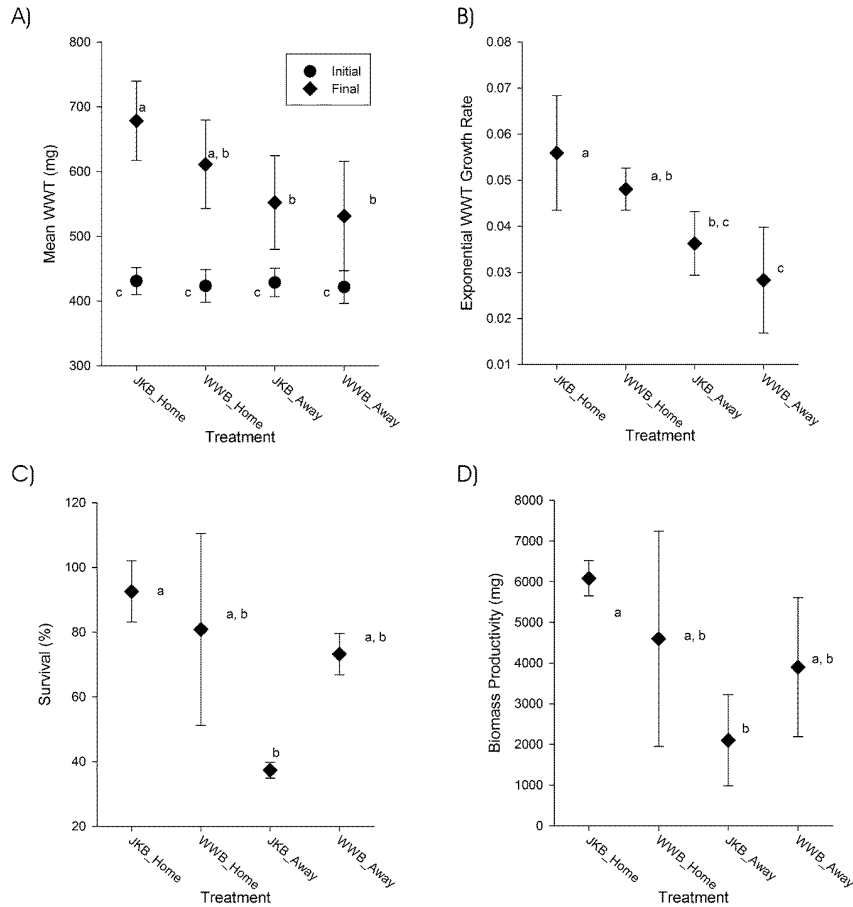 A)
800
700
600
500
400
300
Mean WWT (mg)
Initial
Final
a
a, b
b
b
c
c
c
c
JKB_Home
WWB_Home
JKB_Away
WWB_Away
Treatment
B)
0.08
0.07
0.06
0.05
0.04
0.03
0.02
0.01
Exponential WWT Growth Rate
a
a, b
b, c
c
JKB_Home
WWB_Home
JKB_Away
WWB_Away
Treatment
C)
120
100
80
60
40
20
Survival (%)
a
a, b
b
a, b
JKB_Home
WWB_Home
JKB_Away
WWB_Away
Treatment
D)
8000
7000
6000
5000
4000
3000
2000
1000
0
Biomass Productivity (mg)
a
a, b
b
a, b
JKB_Home
WWB_Home
JKB_Away
WWB_Away
Treatment